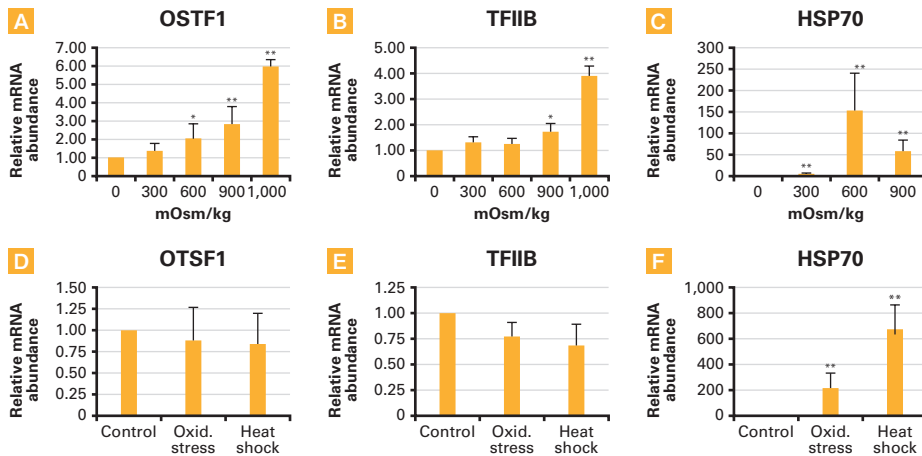 A
OSTF1
Relative mRNA
abundance
7.00
6.00
5.00
4.00
3.00
2.00
1.00
0
*
**
**
0 300 600 900 1,000
mOsm/kg
B
TFIIB
Relative mRNA
abundance
5.00
4.00
3.00
2.00
1.00
0
*
**
0 300 600 900 1,000
mOsm/kg
C
HSP70
Relative mRNA
abundance
300
250
200
150
100
50
0
**
**
**
0 300 600 900
mOsm/kg
D
OTSF1
Relative mRNA
abundance
1.50
1.25
1.00
0.75
0.50
0.25
0
Control Oxid. Heat
stress shock
E
TFIIB
Relative mRNA
abundance
1.25
1.00
0.75
0.50
0.25
0
Control Oxid. Heat
stress shock
F
HSP70
Relative mRNA
abundance
1,000
800
600
400
200
0
**
**
Control Oxid. Heat
stress shock